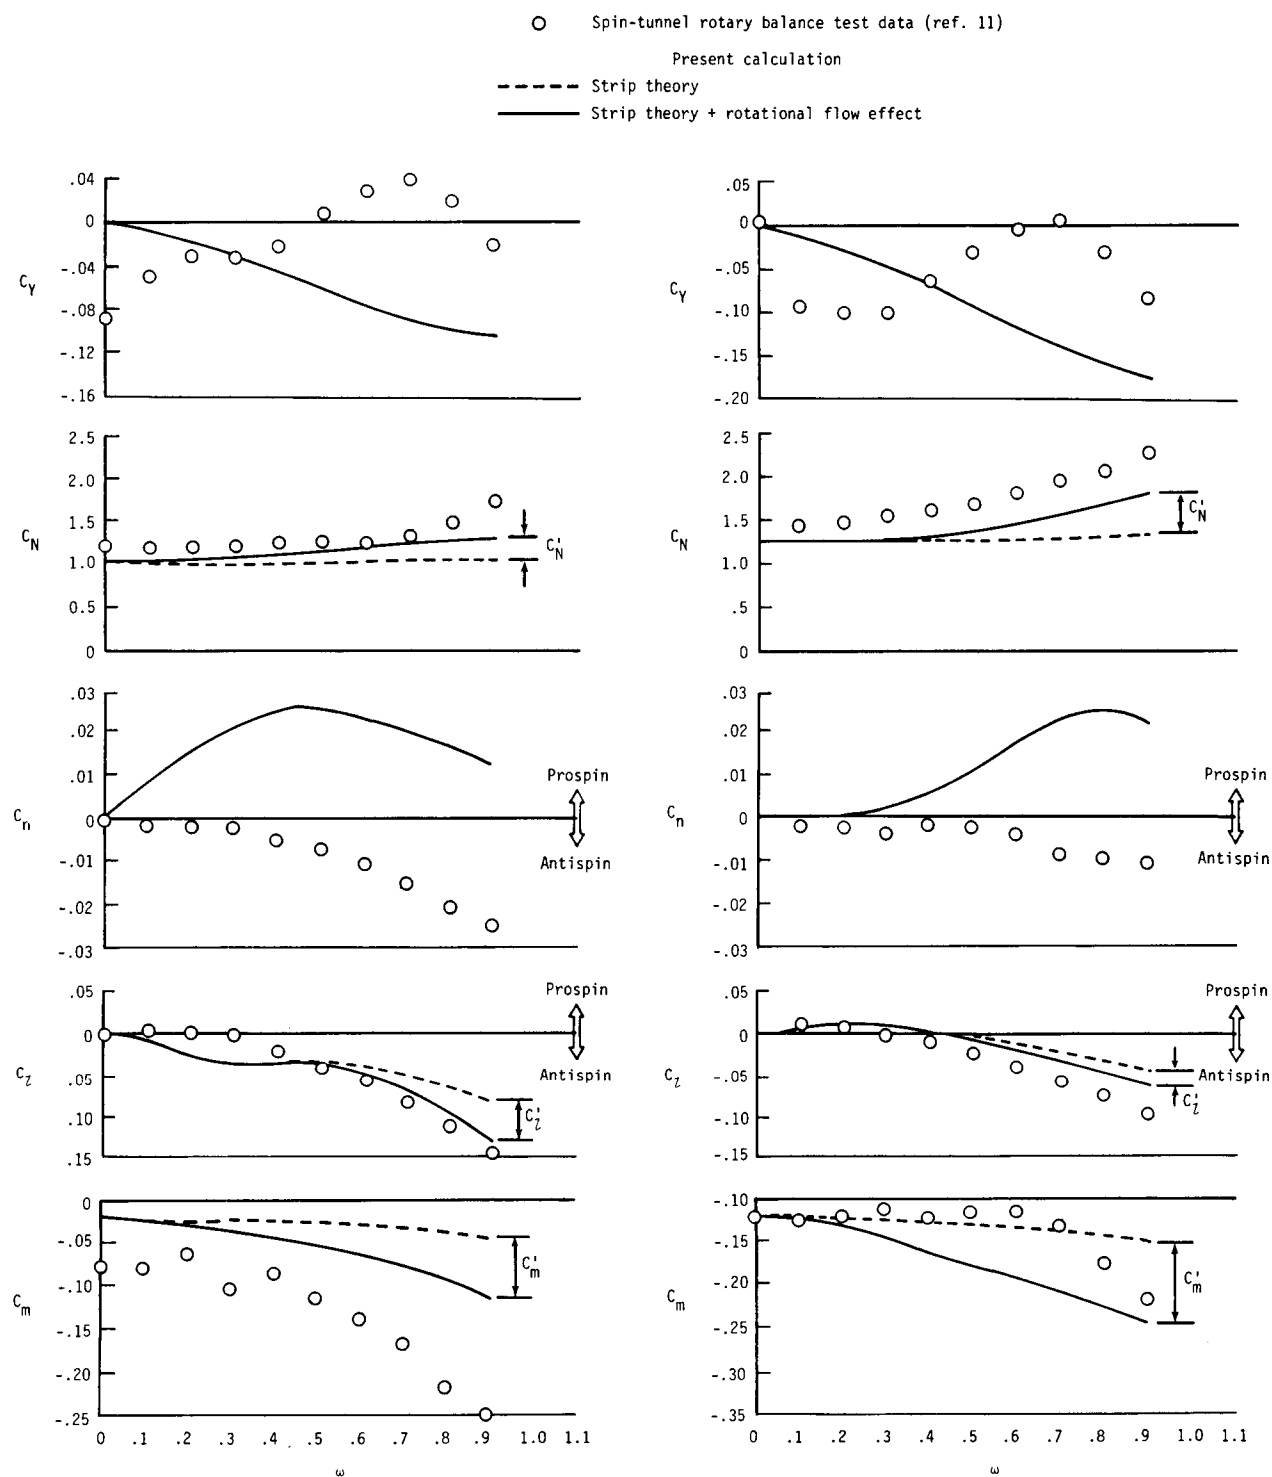 Spin-tunnel rotary balance test data (ref. 11)
Present calculation
Strip theory
Strip theory + rotational flow effect
.04
0
-.04
-.08
-.12
-.16
C_Y
.05
0
-.05
-.10
-.15
-.20
C_Y
2.5
2.0
1.5
1.0
0.5
0
C_N
C'_N
2.5
2.0
1.5
1.0
.5
0
C_N
C'_N
.03
.02
.01
0
-.01
-.02
-.03
C_n
Prospin
Antispin
.03
.02
.01
0
-.01
-.02
-.03
C_n
Prospin
Antispin
.05
0
.05
.10
.15
C_l
Prospin
Antispin
C'_l
.05
0
-.05
-.10
-.15
C_l
Prospin
Antispin
C'_l
0
-.05
-.10
-.15
-.20
-.25
C_m
C'_m
0 .1 .2 .3 .4 .5 .6 .7 .8 .9 1.0 1.1
ω
-.10
-.15
-.20
-.25
-.30
-.35
C_m
C'_m
0 .1 .2 .3 .4 .5 .6 .7 .8 .9 1.0 1.1
ω